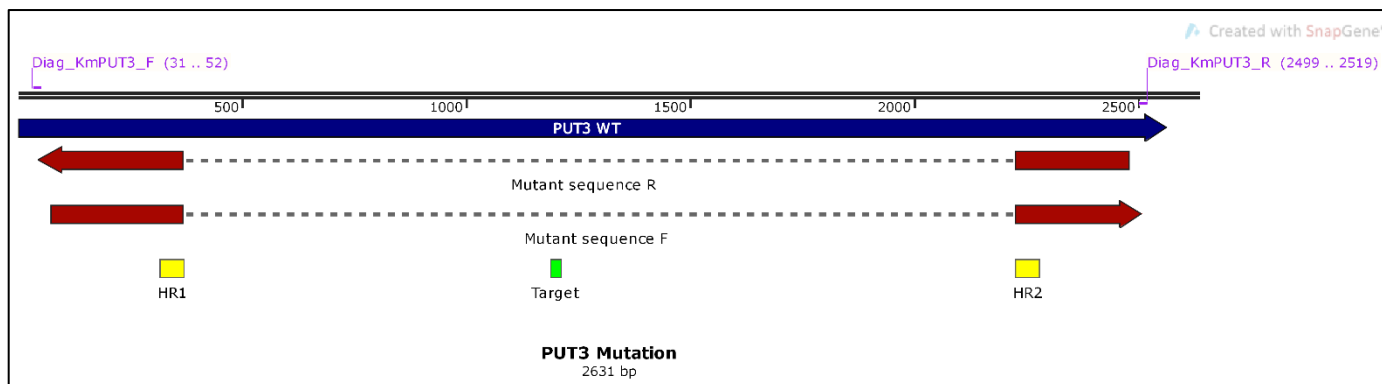 Created with SnapGene®
Diag_KmPUT3_F (31 .. 52)
Diag_KmPUT3_R (2499 .. 2519)
500
1000
1500
2000
2500
PUT3 WT
Mutant sequence R
Mutant sequence F
HR1
Target
HR2
PUT3 Mutation
2631 bp